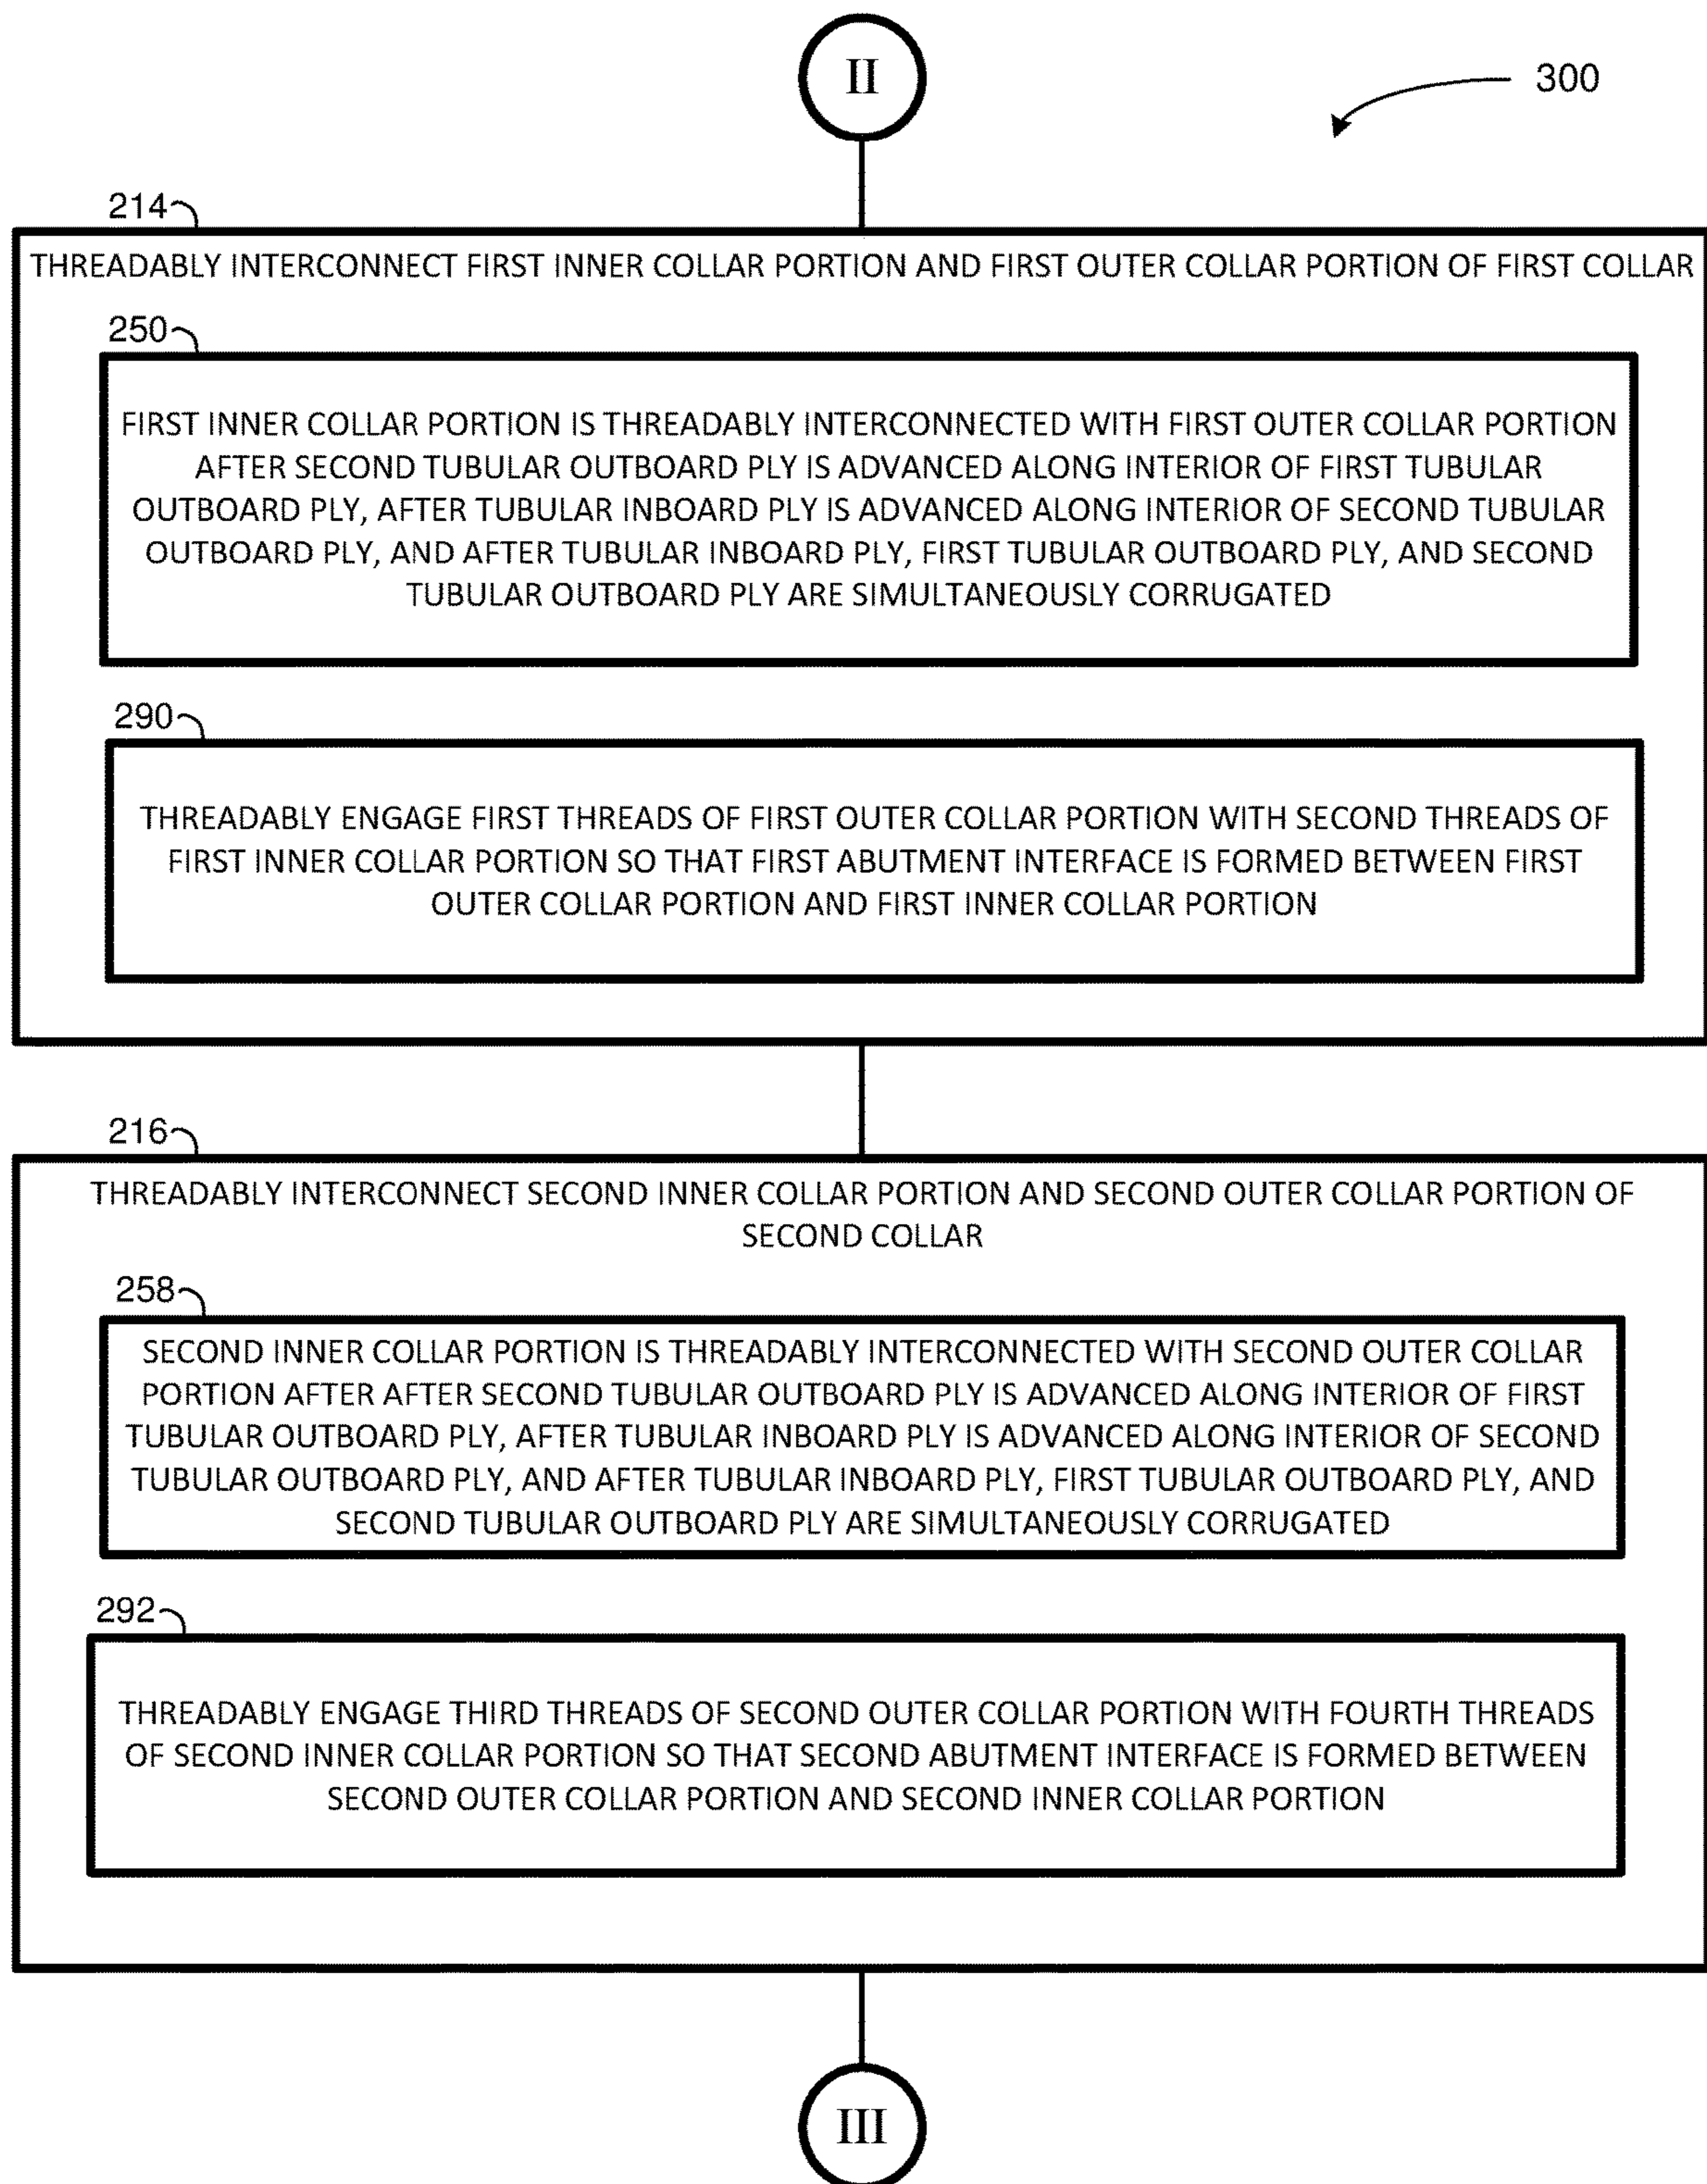 II
300
214
THREADABLY INTERCONNECT FIRST INNER COLLAR PORTION AND FIRST OUTER COLLAR PORTION OF FIRST COLLAR
250
FIRST INNER COLLAR PORTION IS THREADABLY INTERCONNECTED WITH FIRST OUTER COLLAR PORTION
AFTER SECOND TUBULAR OUTBOARD PLY IS ADVANCED ALONG INTERIOR OF FIRST TUBULAR
OUTBOARD PLY, AFTER TUBULAR INBOARD PLY IS ADVANCED ALONG INTERIOR OF SECOND TUBULAR
OUTBOARD PLY, AND AFTER TUBULAR INBOARD PLY, FIRST TUBULAR OUTBOARD PLY, AND SECOND
TUBULAR OUTBOARD PLY ARE SIMULTANEOUSLY CORRUGATED
290
THREADABLY ENGAGE FIRST THREADS OF FIRST OUTER COLLAR PORTION WITH SECOND THREADS OF
FIRST INNER COLLAR PORTION SO THAT FIRST ABUTMENT INTERFACE IS FORMED BETWEEN FIRST
OUTER COLLAR PORTION AND FIRST INNER COLLAR PORTION
216
THREADABLY INTERCONNECT SECOND INNER COLLAR PORTION AND SECOND OUTER COLLAR PORTION OF
SECOND COLLAR
258
SECOND INNER COLLAR PORTION IS THREADABLY INTERCONNECTED WITH SECOND OUTER COLLAR
PORTION AFTER AFTER SECOND TUBULAR OUTBOARD PLY IS ADVANCED ALONG INTERIOR OF FIRST
TUBULAR OUTBOARD PLY, AFTER TUBULAR INBOARD PLY IS ADVANCED ALONG INTERIOR OF SECOND
TUBULAR OUTBOARD PLY, AND AFTER TUBULAR INBOARD PLY, FIRST TUBULAR OUTBOARD PLY, AND
SECOND TUBULAR OUTBOARD PLY ARE SIMULTANEOUSLY CORRUGATED
292
THREADABLY ENGAGE THIRD THREADS OF SECOND OUTER COLLAR PORTION WITH FOURTH THREADS
OF SECOND INNER COLLAR PORTION SO THAT SECOND ABUTMENT INTERFACE IS FORMED BETWEEN
SECOND OUTER COLLAR PORTION AND SECOND INNER COLLAR PORTION
III